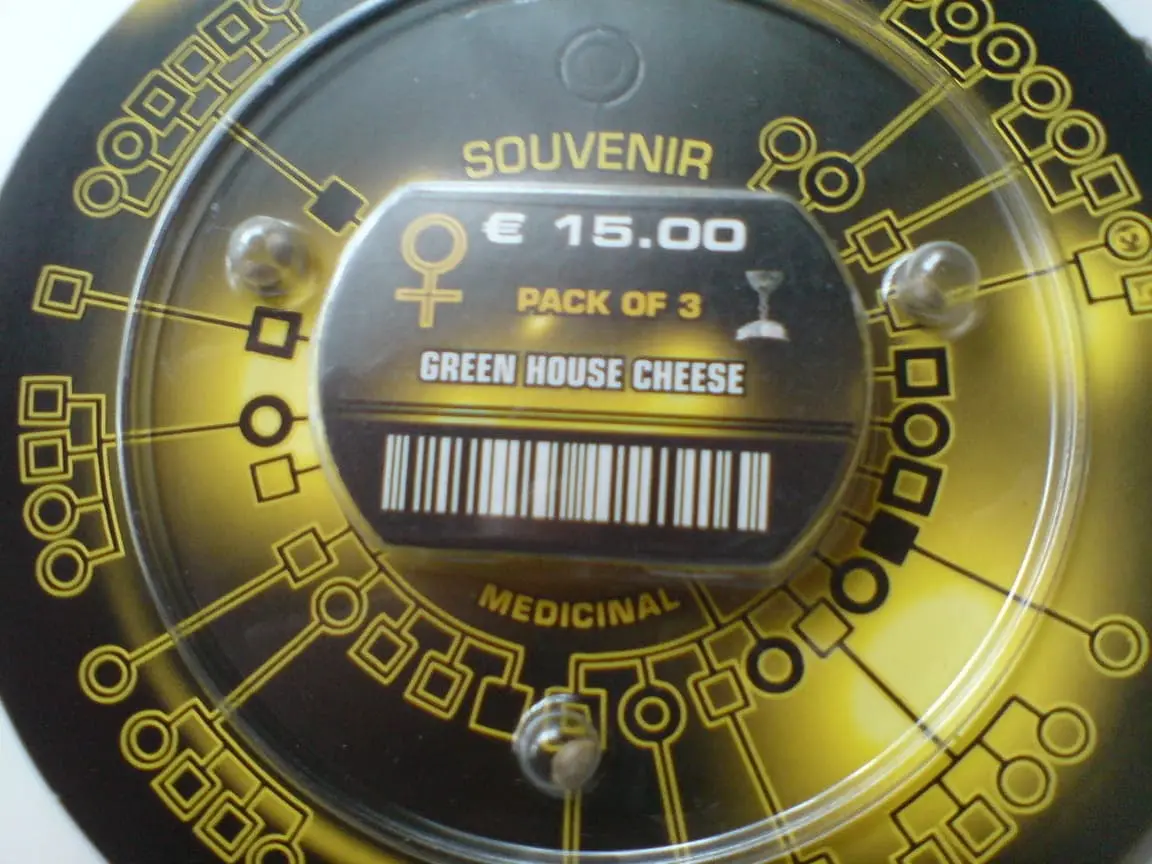 SOUVENIR
€ 15.00
PACK OF 3
GREEN HOUSE CHEESE
MEDICINAL